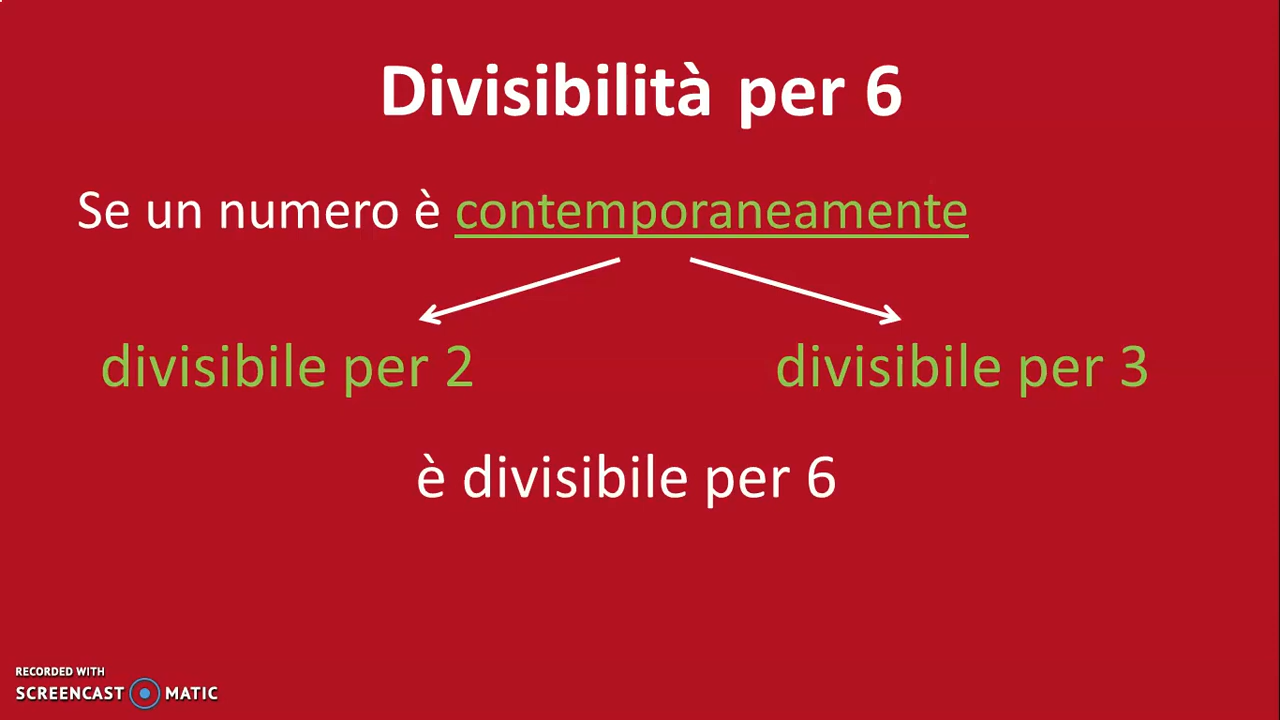 Divisibilità per 6
Se un numero è contemporaneamente
divisibile per 2
divisibile per 3
è divisibile per 6
RECORDED WITH
SCREENCAST MATIC